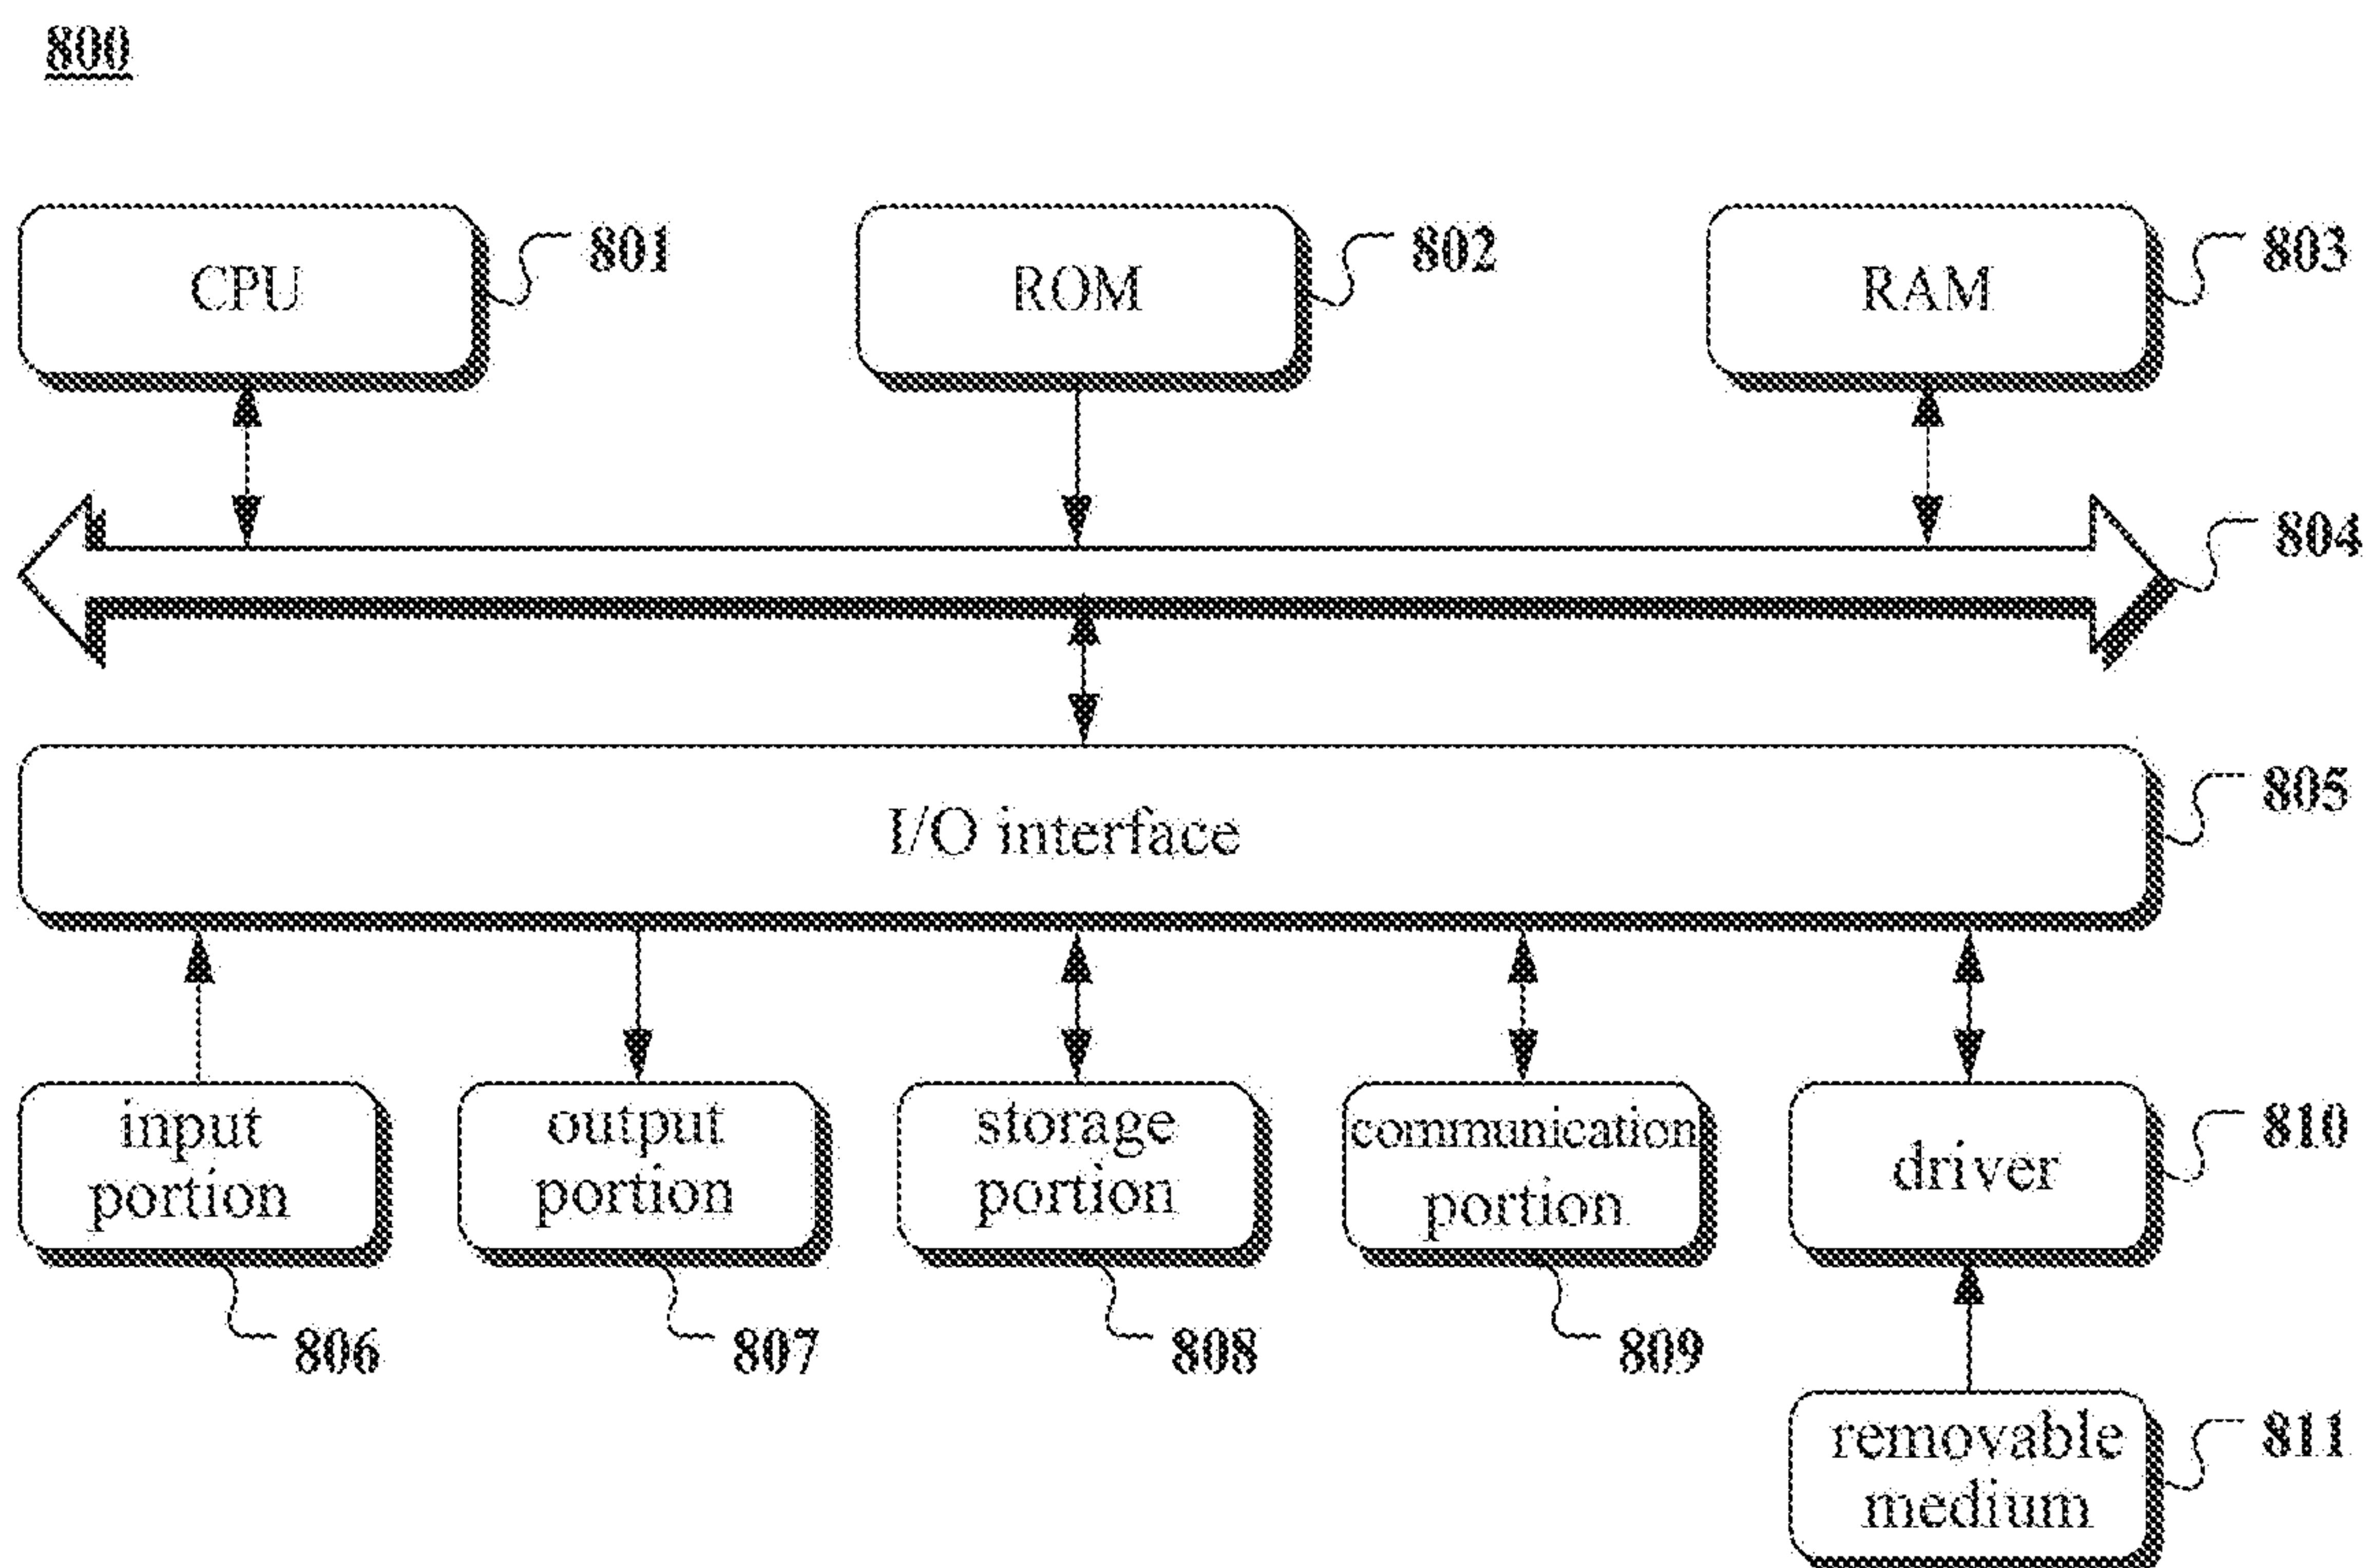 800
CPU
801
ROM
802
RAM
803
804
I/O interface
805
input
portion
806
output
portion
807
storage
portion
808
communication
portion
809
driver
810
removable
medium
811